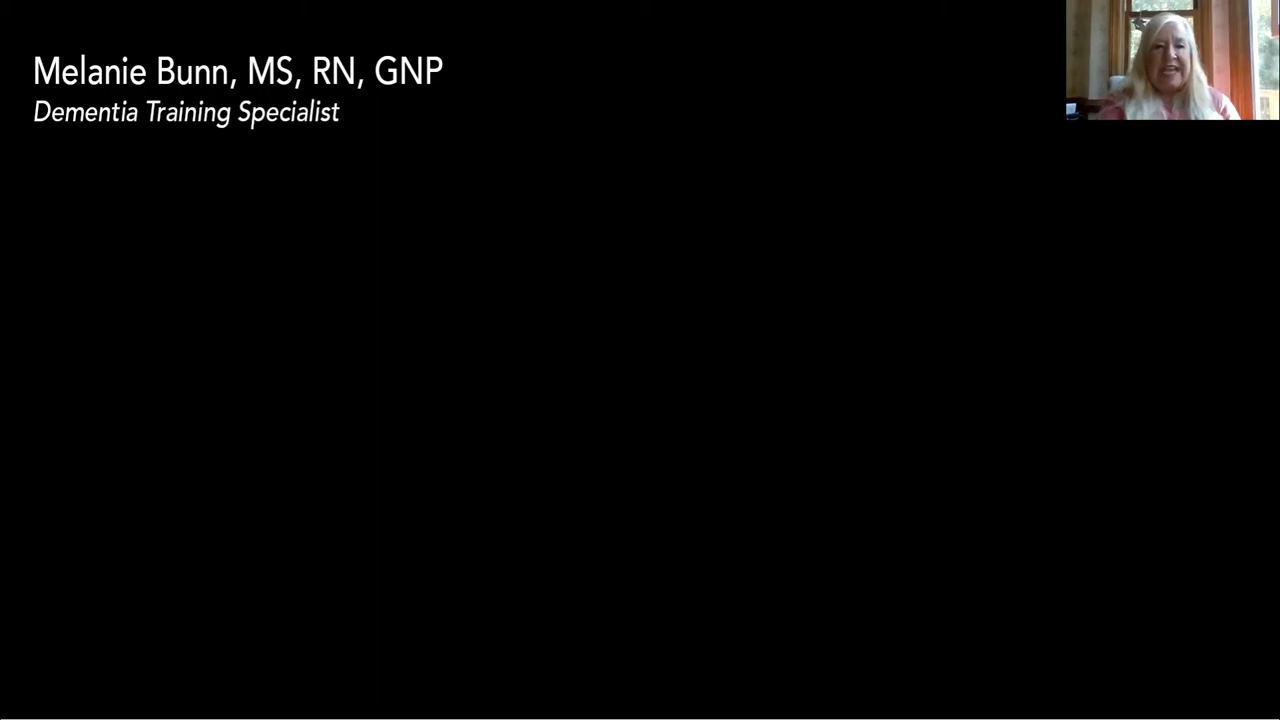 Melanie Bunn, MS, RN, GNP
Dementia Training Specialist